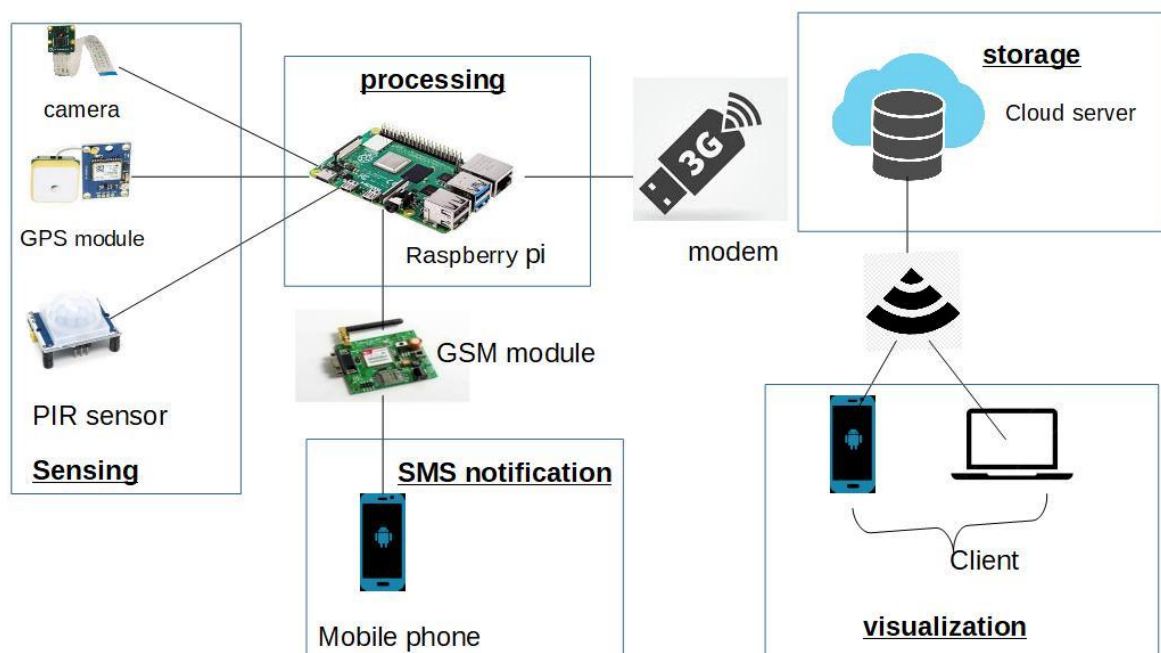 camera
GPS module
PIR sensor
Sensing
processing
Raspberry pi
GSM module
SMS notification
Mobile phone
3G
modem
storage
Cloud server
Client
visualization